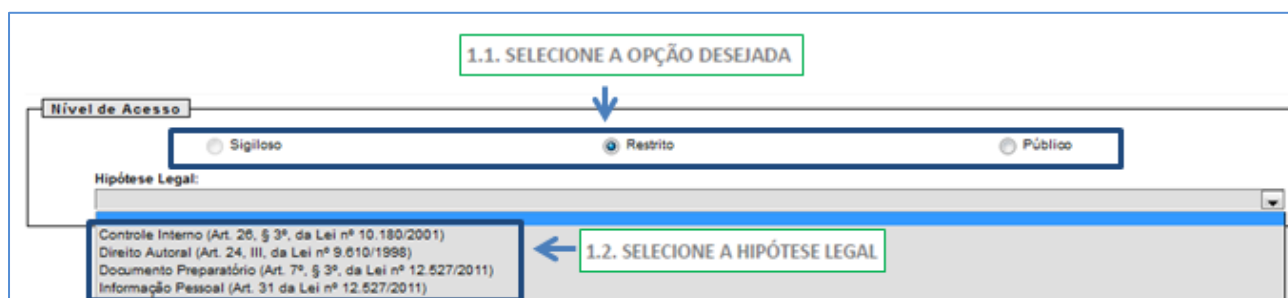 1.1. SELECIONE A OPÇÃO DESEJADA
Nível de Acesso
Sigiloso
Restrito
Público
Hipótese Legal:
Controle Interno (Art. 26, § 3º, da Lei nº 10.180/2001)
Direito Autoral (Art. 24, III, da Lei nº 9.610/1998)
Documento Preparatório (Art. 7º, § 3º, da Lei nº 12.527/2011)
Informação Pessoal (Art. 31 da Lei nº 12.527/2011)
1.2. SELECIONE A HIPÓTESE LEGAL